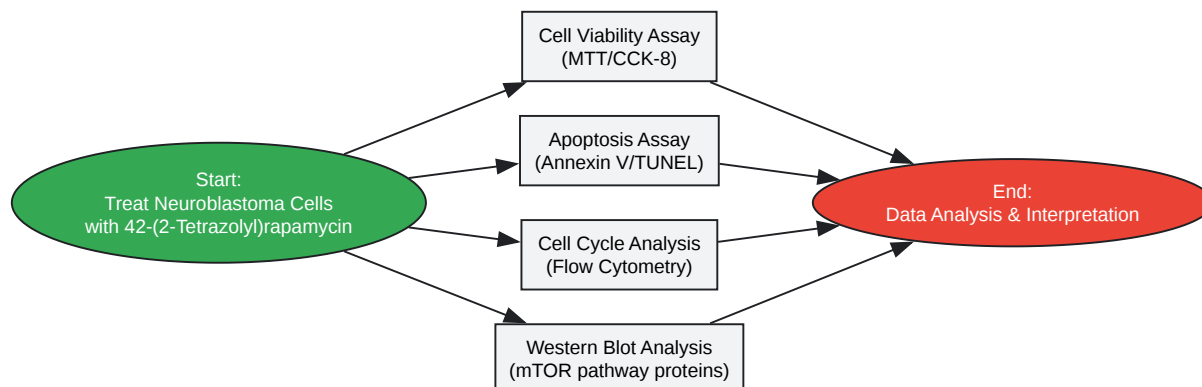 Start:
Treat Neuroblastoma Cells
with 42-(2-Tetrazolyl)rapamycin
Cell Viability Assay
(MTT/CCK-8)
Apoptosis Assay
(Annexin V/TUNEL)
Cell Cycle Analysis
(Flow Cytometry)
Western Blot Analysis
(mTOR pathway proteins)
End:
Data Analysis & Interpretation